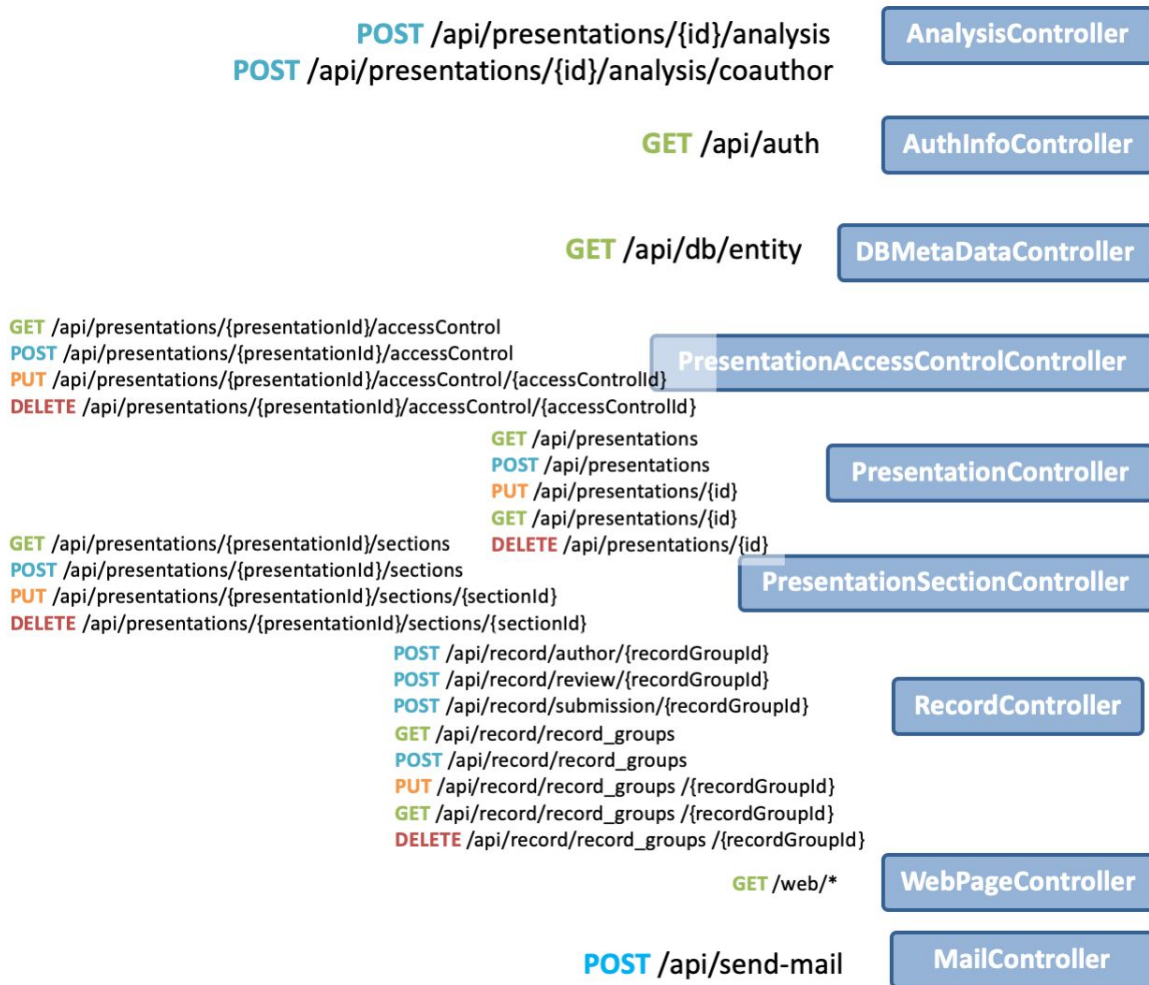 POST /api/presentations/{id}/analysis
POST /api/presentations/{id}/analysis/coauthor
AnalysisController
GET /api/auth
AuthInfoController
GET /api/db/entity
DBMetaDataController
GET /api/presentations/{presentationId}/accessControl
POST /api/presentations/{presentationId}/accessControl
PUT /api/presentations/{presentationId}/accessControl/{accessControlId}
DELETE /api/presentations/{presentationId}/accessControl/{accessControlId}
PresentationAccessControlController
GET /api/presentations
POST /api/presentations
PUT /api/presentations/{id}
GET /api/presentations/{id}
DELETE /api/presentations/{id}
PresentationController
GET /api/presentations/{presentationId}/sections
POST /api/presentations/{presentationId}/sections
PUT /api/presentations/{presentationId}/sections/{sectionId}
DELETE /api/presentations/{presentationId}/sections/{sectionId}
PresentationSectionController
POST /api/record/author/{recordGroupId}
POST /api/record/review/{recordGroupId}
POST /api/record/submission/{recordGroupId}
GET /api/record/record_groups
POST /api/record/record_groups
PUT /api/record/record_groups /{recordGroupId}
GET /api/record/record_groups /{recordGroupId}
DELETE /api/record/record_groups /{recordGroupId}
RecordController
GET /web/*
WebPageController
POST /api/send-mail
MailController